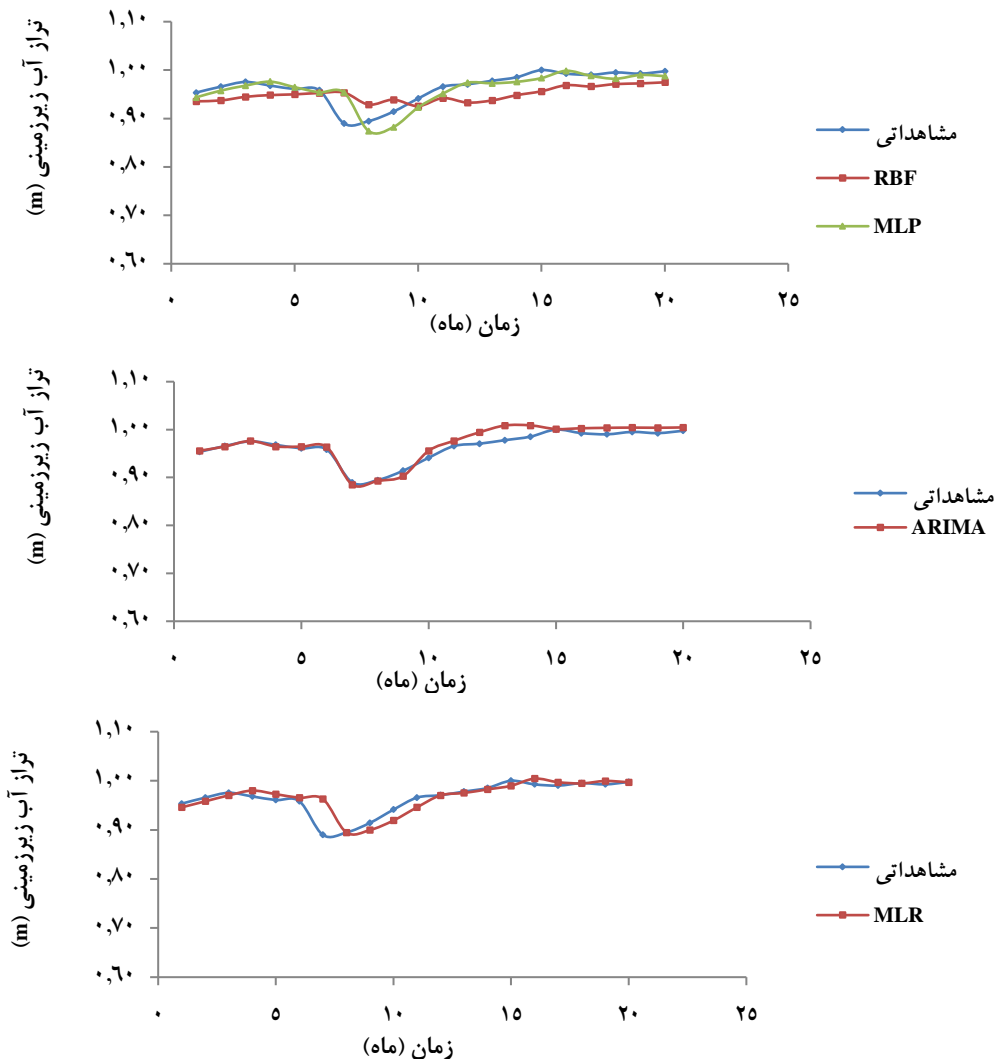 تراز آب زیرزمینی (m)
۱,۱۰
۱,۰۰
۰,۹۰
۰,۸۰
۰,۷۰
۰,۶۰
۰ ۵ ۱۰ ۱۵ ۲۰ ۲۵
زمان (ماه)
مشاهداتی
RBF
MLP
تراز آب زیرزمینی (m)
۱,۱۰
۱,۰۰
۰,۹۰
۰,۸۰
۰,۷۰
۰,۶۰
۰ ۵ ۱۰ ۱۵ ۲۰ ۲۵
زمان (ماه)
مشاهداتی
ARIMA
تراز آب زیرزمینی (m)
۱,۱۰
۱,۰۰
۰,۹۰
۰,۸۰
۰,۷۰
۰,۶۰
۰ ۵ ۱۰ ۱۵ ۲۰ ۲۵
زمان (ماه)
مشاهداتی
MLR